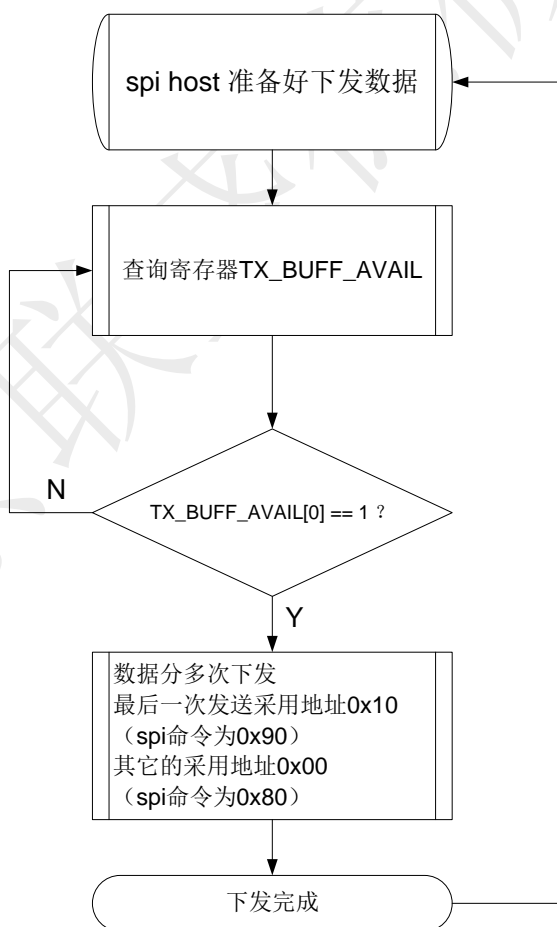 spi host 准备好下发数据
查询寄存器TX_BUFF_AVAIL
TX_BUFF_AVAIL[0] == 1 ？
N
Y
数据分多次下发
最后一次发送采用地址0x10
（spi命令为0x90）
其它的采用地址0x00
（spi命令为0x80）
下发完成